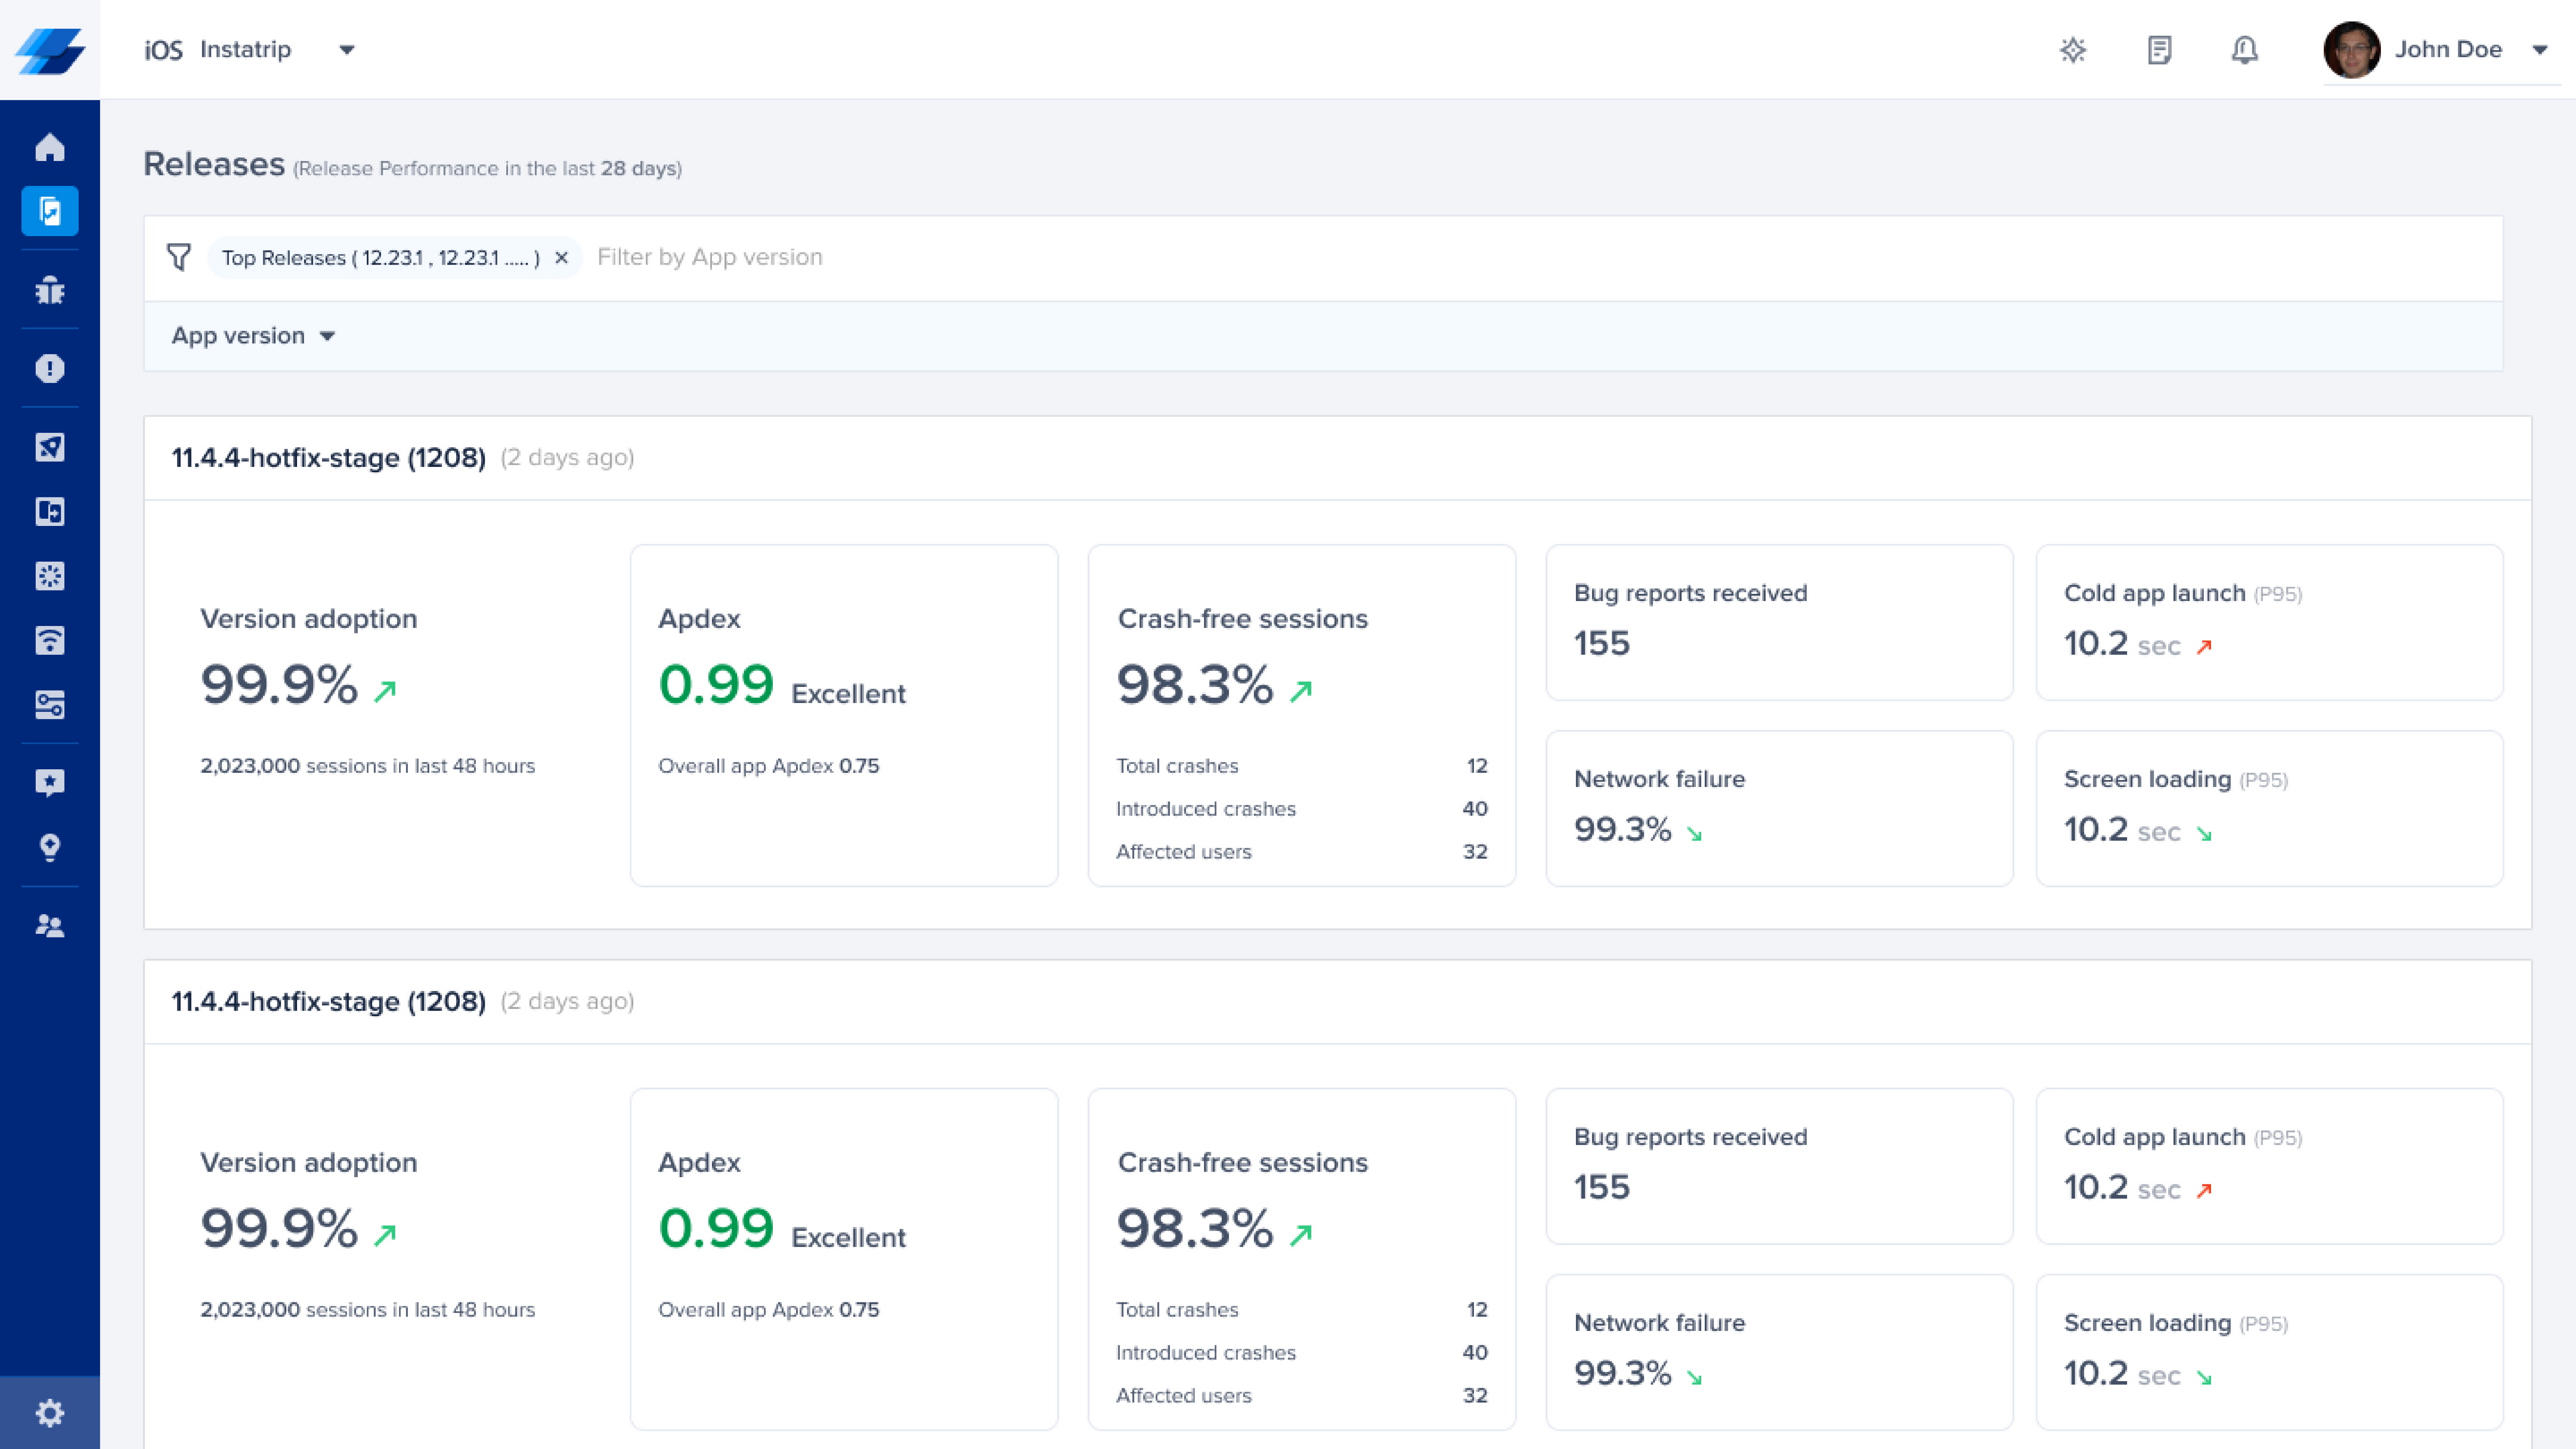 iOS Instatrip
John Doe
Releases (Release Performance in the last 28 days)
Top Releases ( 12.23.1 , 12.23.1 ..... ) × Filter by App version
App version
11.4.4-hotfix-stage (1208) (2 days ago)
Version adoption
99.9%
2,023,000 sessions in last 48 hours
Apdex
0.99 Excellent
Overall app Apdex 0.75
Crash-free sessions
98.3%
Total crashes 12
Introduced crashes 40
Affected users 32
Bug reports received
155
Network failure
99.3%
Cold app launch (P95)
10.2 sec
Screen loading (P95)
10.2 sec
11.4.4-hotfix-stage (1208) (2 days ago)
Version adoption
99.9%
2,023,000 sessions in last 48 hours
Apdex
0.99 Excellent
Overall app Apdex 0.75
Crash-free sessions
98.3%
Total crashes 12
Introduced crashes 40
Affected users 32
Bug reports received
155
Network failure
99.3%
Cold app launch (P95)
10.2 sec
Screen loading (P95)
10.2 sec